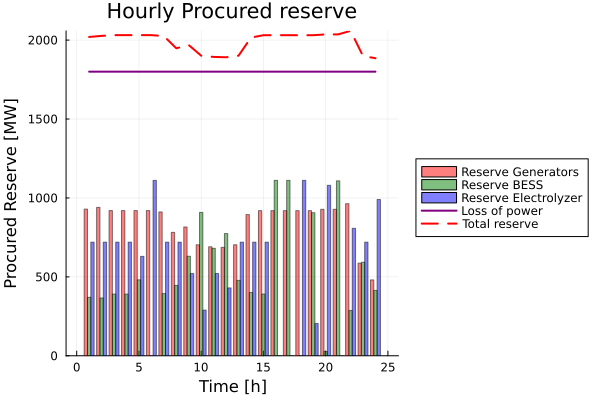 Hourly Procured reserve
Procured Reserve [MW]
2000
1500
1000
500
0
0
5
10
15
20
25
Time [h]
Reserve Generators
Reserve BESS
Reserve Electrolyzer
Loss of power
Total reserve